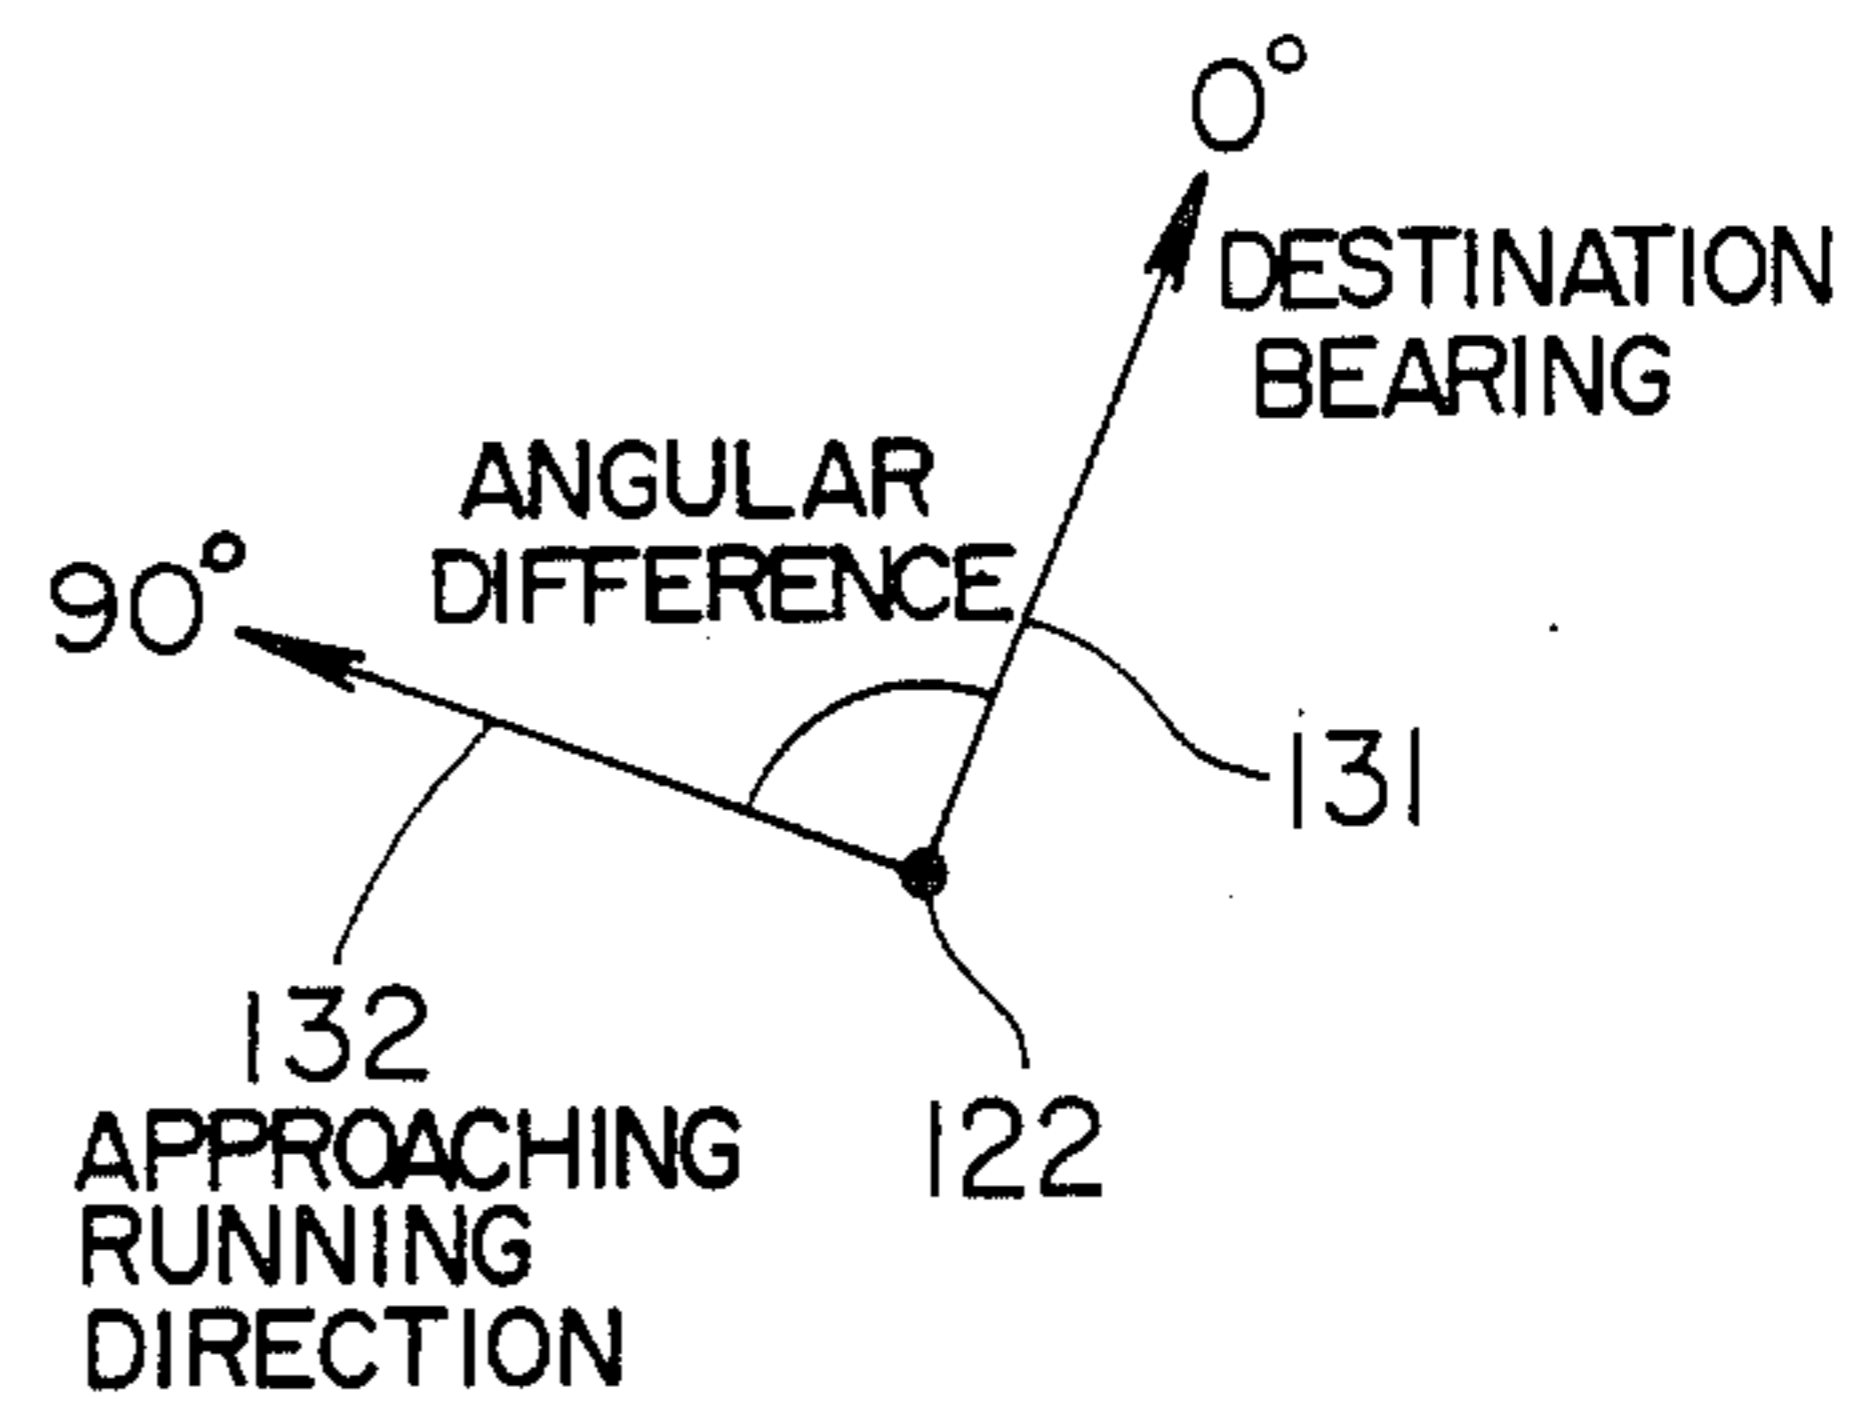 0°
DESTINATION
BEARING
ANGULAR
DIFFERENCE
90°
131
132
APPROACHING
RUNNING
DIRECTION
122